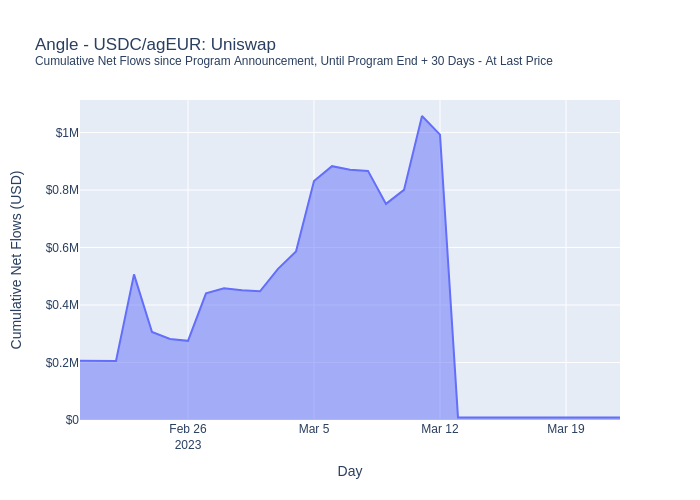 Angle - USDC/agEUR: Uniswap
Cumulative Net Flows since Program Announcement, Until Program End + 30 Days - At Last Price
Cumulative Net Flows (USD)
$1M
$0.8M
$0.6M
$0.4M
$0.2M
$0
Feb 26
2023
Mar 5
Mar 12
Mar 19
Day